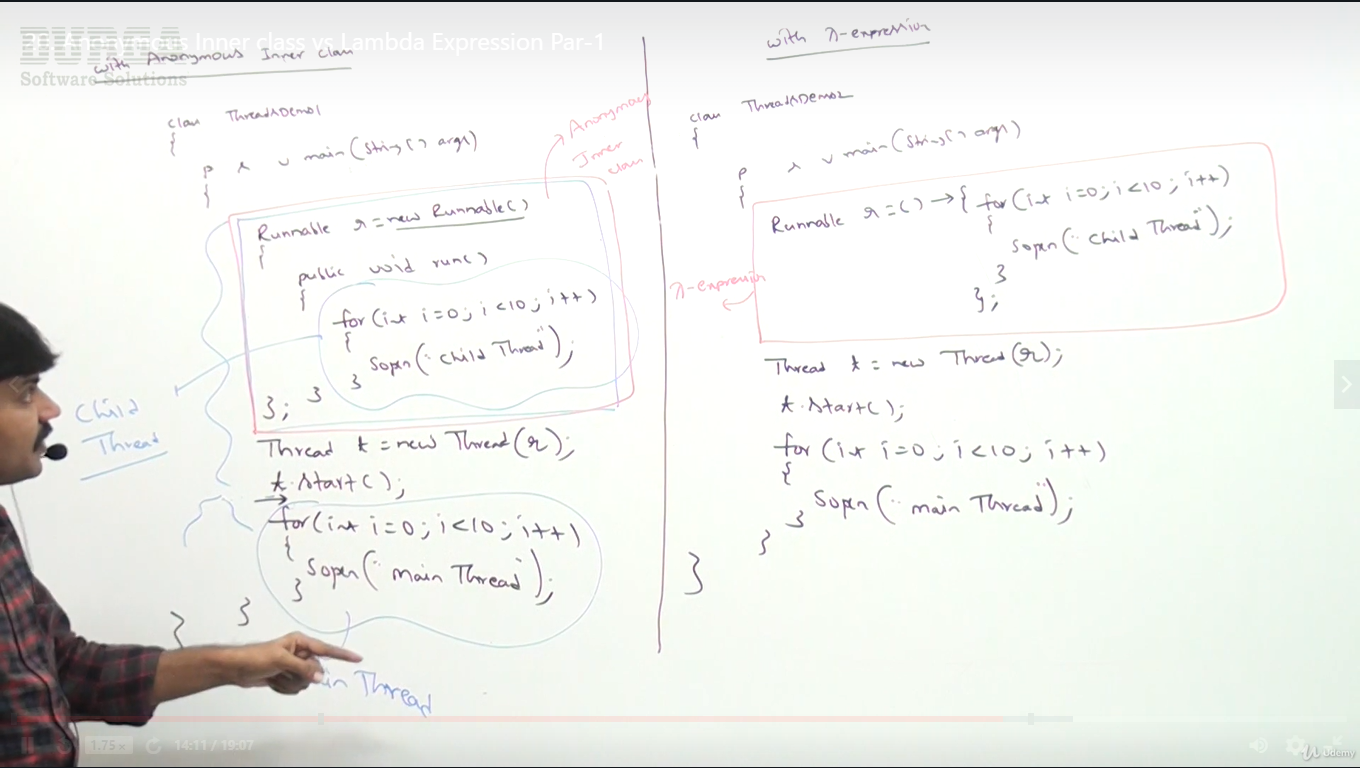 Anonymous Inner class vs Lambda Expression Par-1
DURGA
Software Solutions
with Anonymous Inner class
class ThreadDemo1
{
p s v main(String[] args)
{
Runnable r = new Runnable()
{
public void run()
{
for(int i=0; i<10; i++)
{
Sopln("Child Thread");
}
}
};
Thread t = new Thread(r);
t.start();
for(int i=0; i<10; i++)
{
Sopln("main Thread");
}
}
}
Anonymous
Inner
class
Child
Thread
in Thread
with λ-expression
class ThreadDemo2
{
p s v main(String[] args)
{
Runnable r = () → { for(int i=0; i<10; i++)
{
Sopln("Child Thread");
}
};
λ-expression
Thread t = new Thread(r);
t.start();
for (int i=0; i<10; i++)
{
Sopln("main Thread");
}
}
}
1.75x
14:11 / 19:07
Udemy